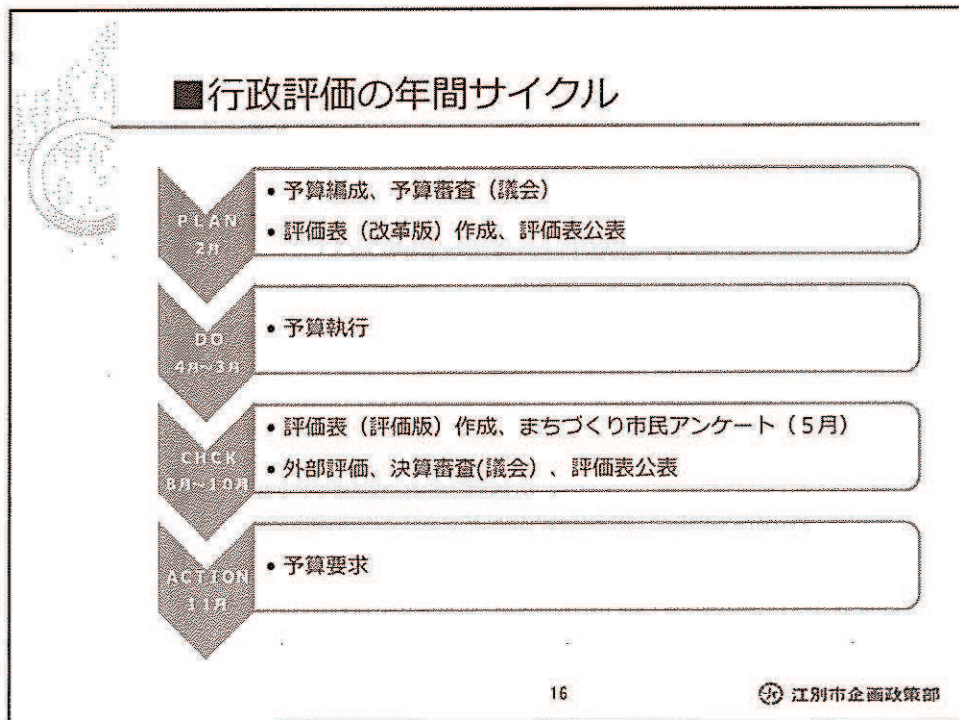 ■行政評価の年間サイクル
PLAN
2月
• 予算編成、予算審査（議会）
• 評価表（改革版）作成、評価表公表
DO
4月~3月
• 予算執行
CHCK
8月~10月
• 評価表（評価版）作成、まちづくり市民アンケート（５月）
• 外部評価、決算審査(議会）、評価表公表
ACTION
11月
• 予算要求
16
江別市企画政策部